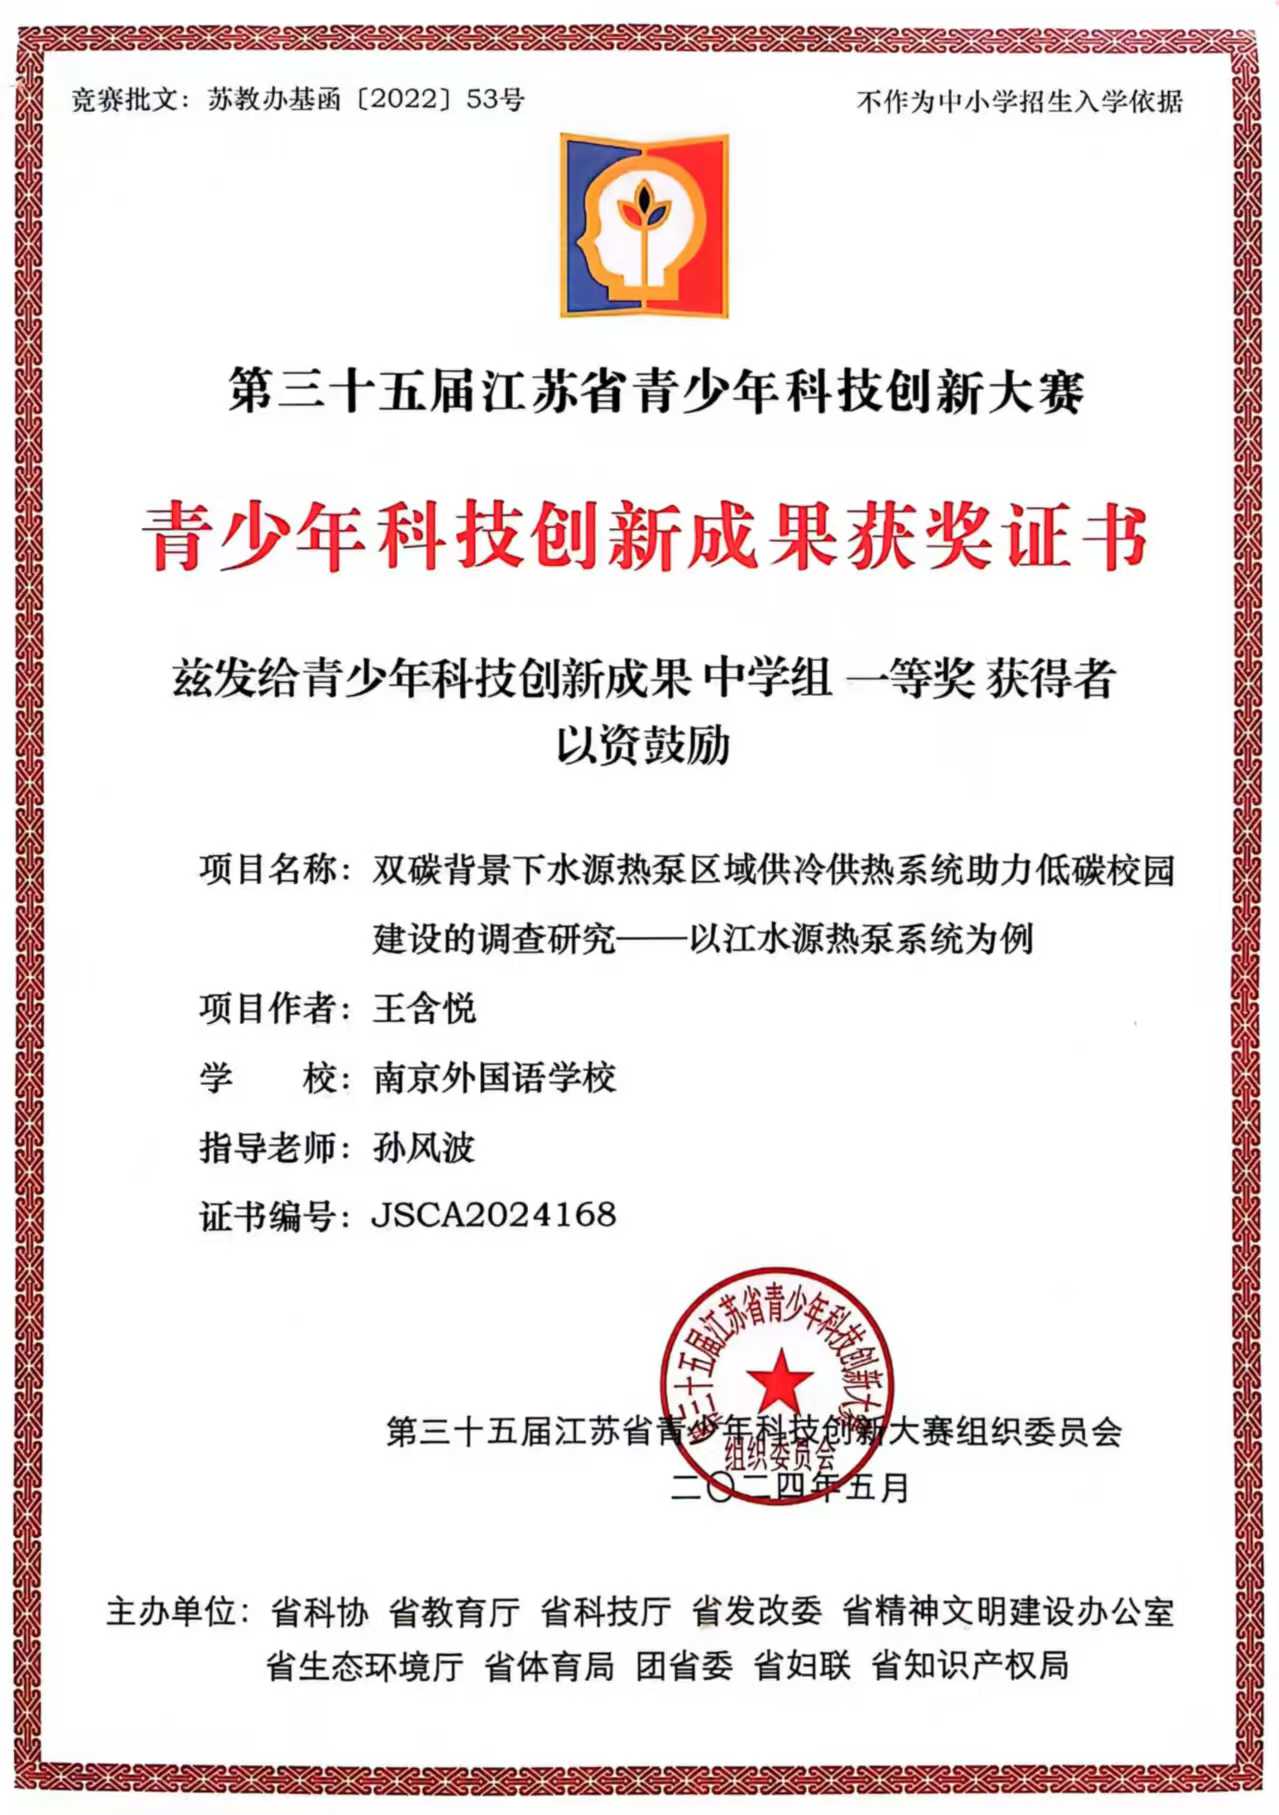 竞赛批文：苏教办基函〔2022〕53号
不作为中小学招生入学依据
第三十五届江苏省青少年科技创新大赛
青少年科技创新成果获奖证书
兹发给青少年科技创新成果 中学组 一等奖 获得者
以资鼓励
项目名称：双碳背景下水源热泵区域供冷供热系统助力低碳校园
建设的调查研究——以江水源热泵系统为例
项目作者：王含悦
学　　校：南京外国语学校
指导老师：孙风波
证书编号：JSCA2024168
第三十五届江苏省青少年科技创新大赛
组织委员会
第三十五届江苏省青少年科技创新大赛组织委员会
二〇二四年五月
主办单位：省科协 省教育厅 省科技厅 省发改委 省精神文明建设办公室
省生态环境厅 省体育局 团省委 省妇联 省知识产权局